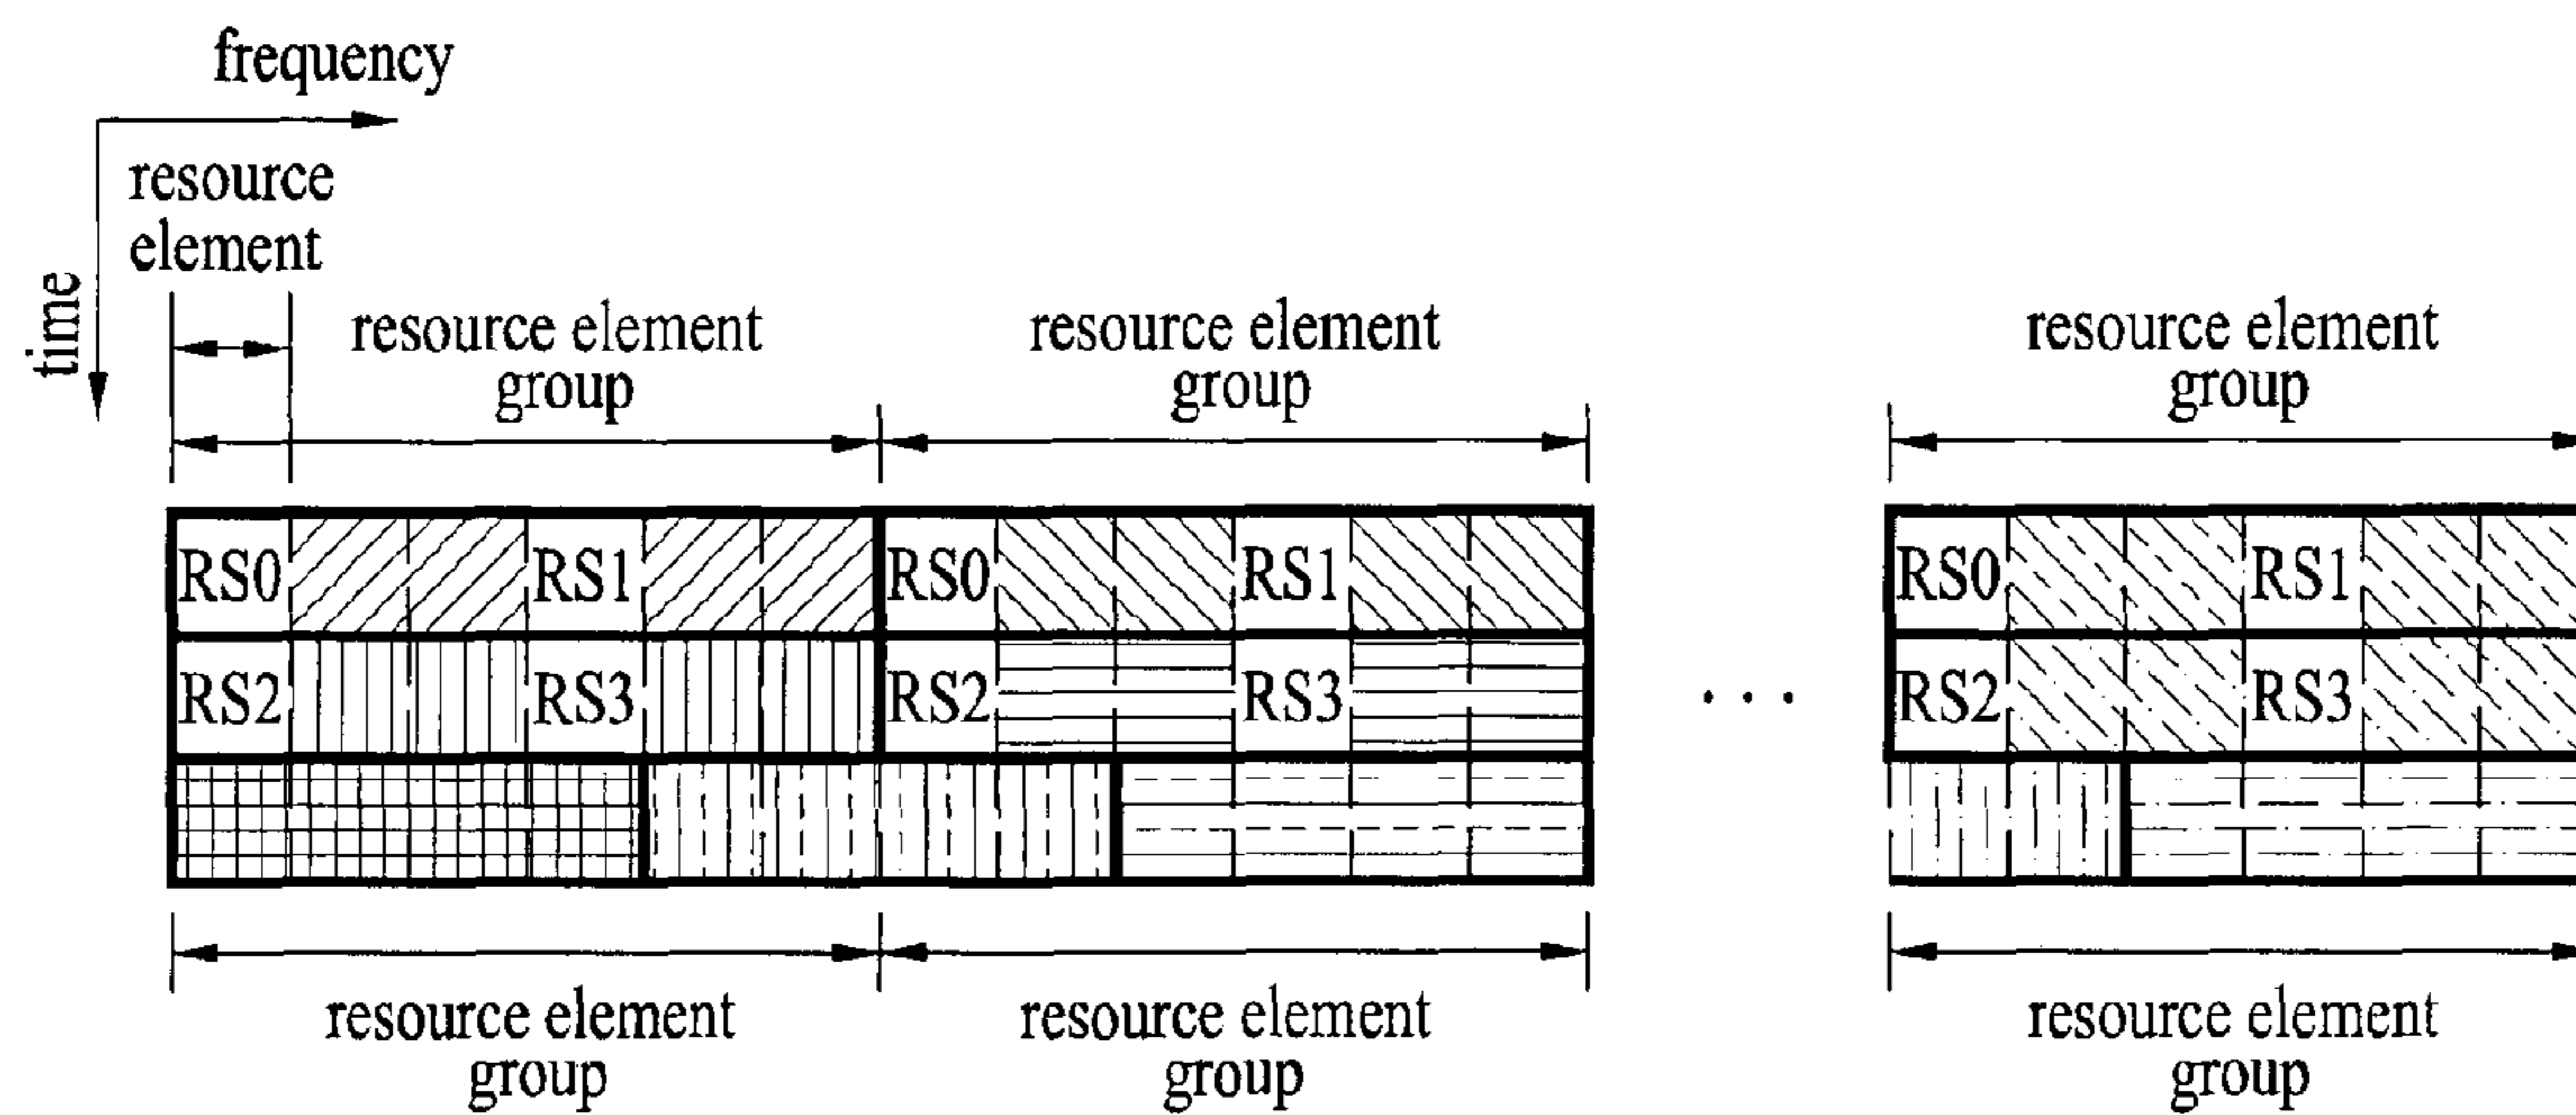 frequency
time
resource
element
resource element
group
resource element
group
resource element
group
RS0 RS1 RS0 RS1 RS0 RS1
RS2 RS3 RS2 RS3 . . . RS2 RS3
resource element
group
resource element
group
resource element
group